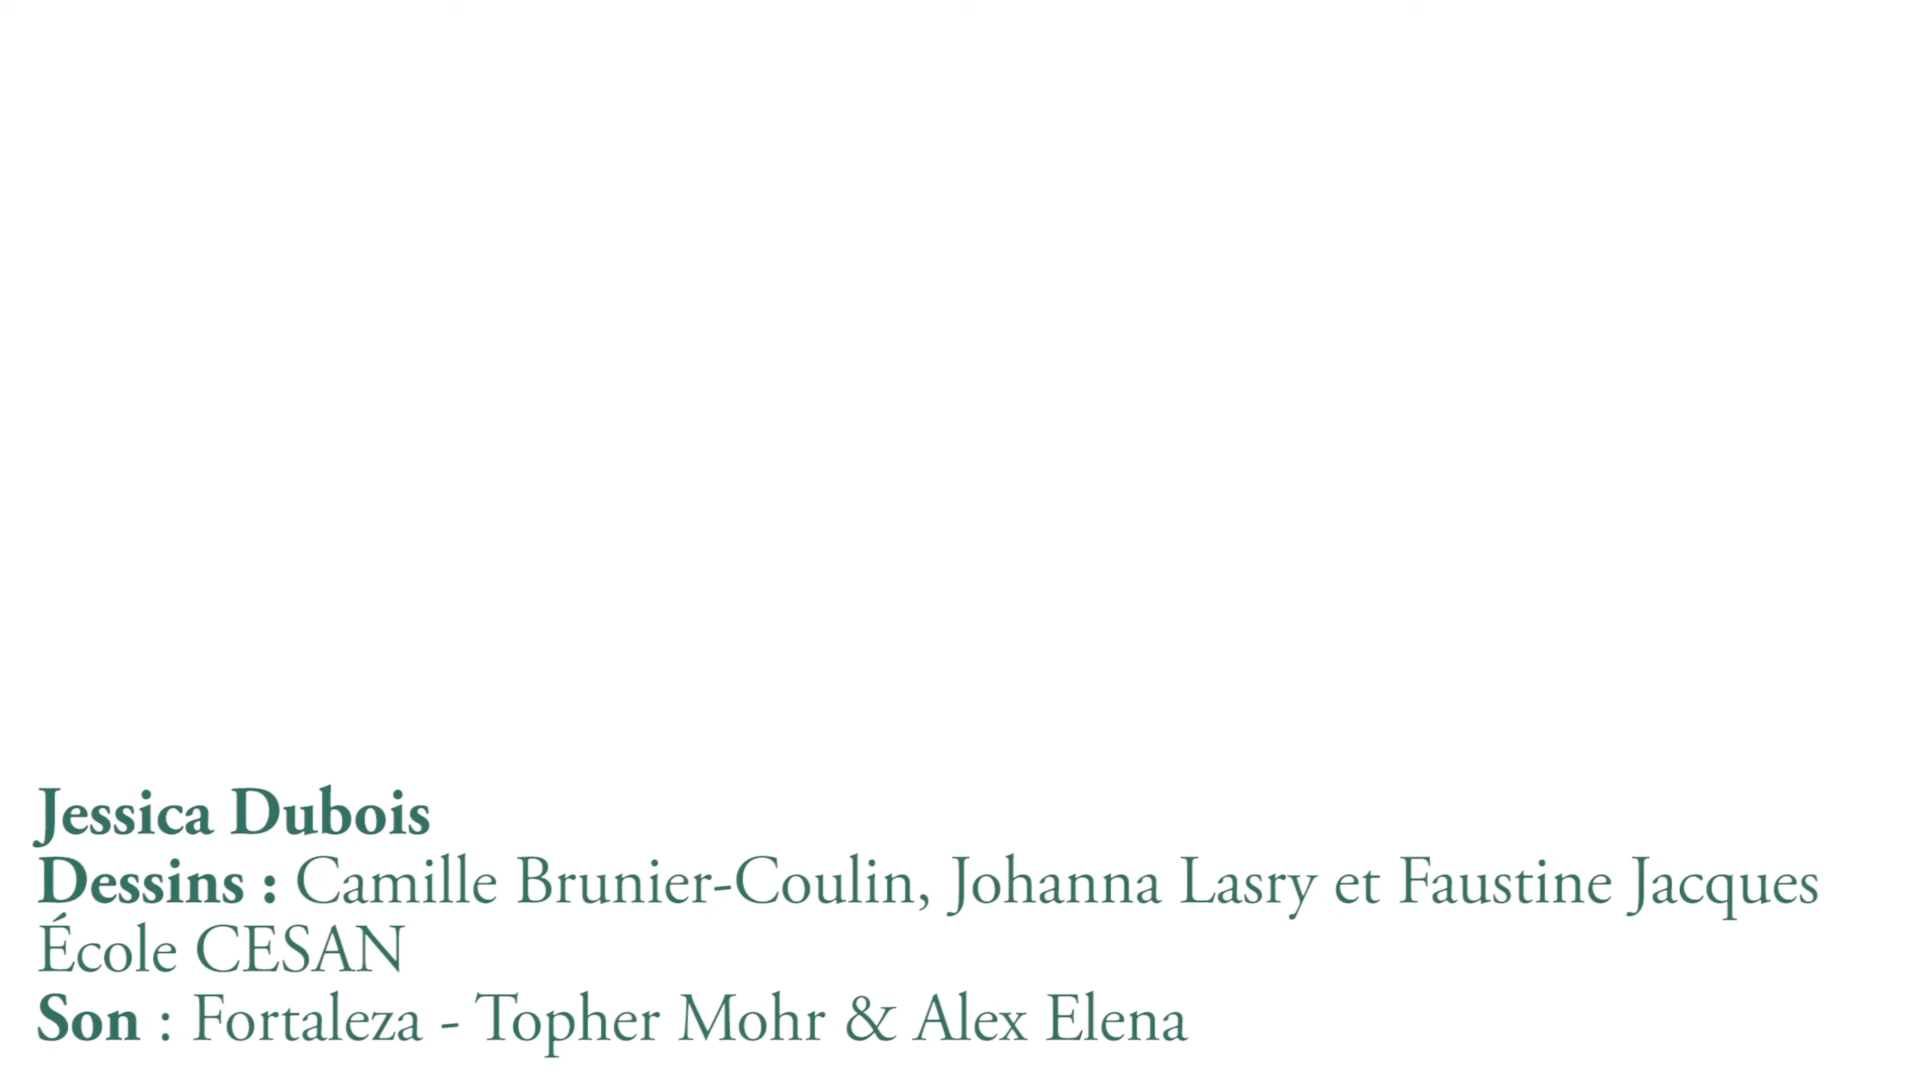 Jessica Dubois
Dessins : Camille Brunier-Coulin, Johanna Lasry et Faustine Jacques
École CESAN
Son : Fortaleza - Topher Mohr & Alex Elena